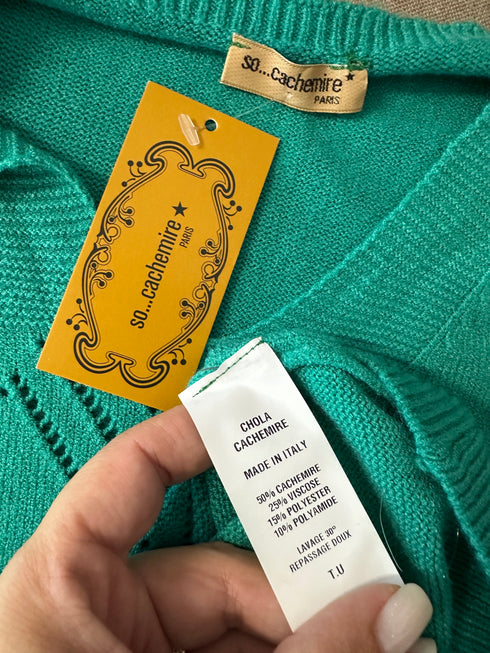 so...cachemire
PARIS
so...cachemire
PARIS
CHOLA
CACHEMIRE
MADE IN ITALY
50% CACHEMIRE
25% VISCOSE
15% POLYESTER
10% POLYAMIDE
LAVAGE 30°
REPASSAGE DOUX
T.U